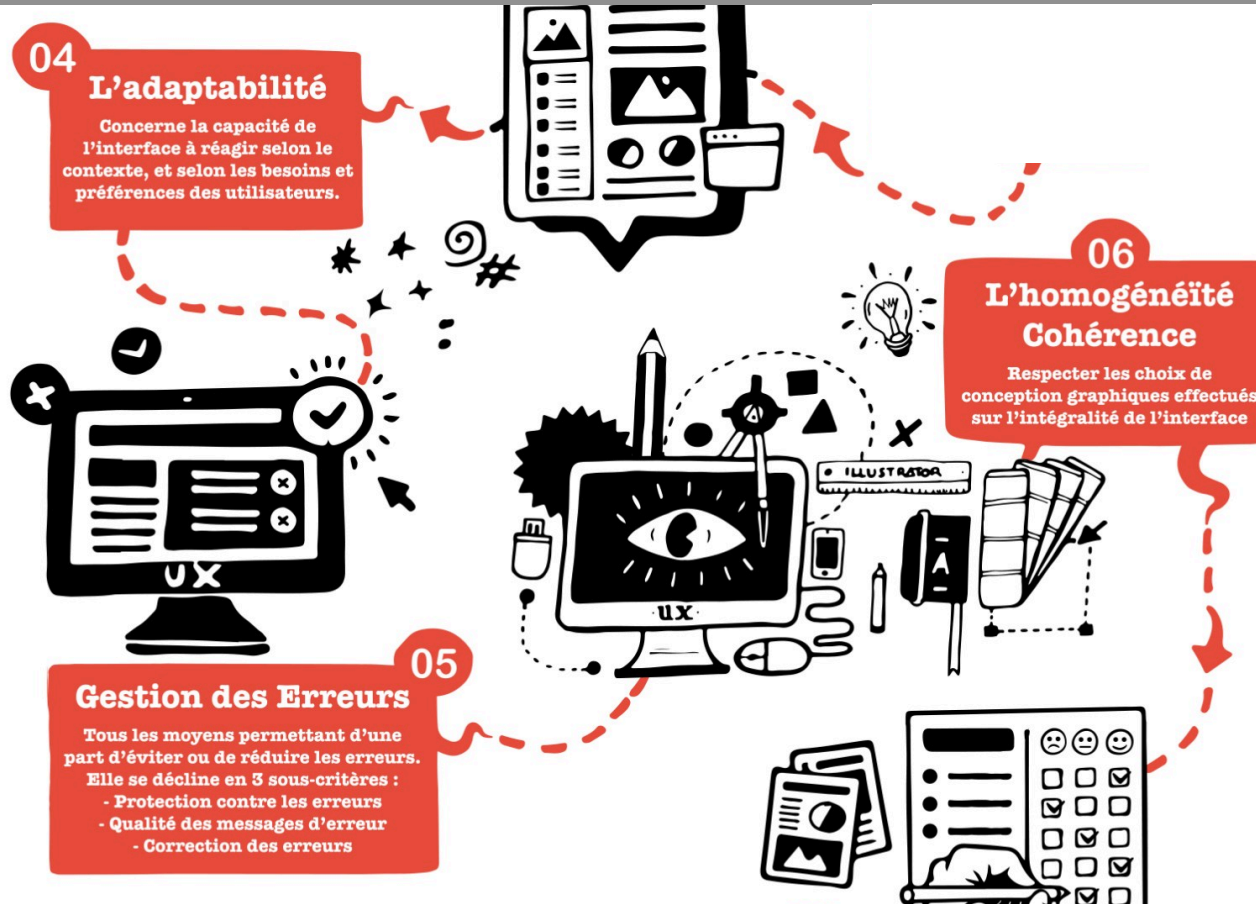 04
L’adaptabilité
Concerne la capacité de
l’interface à réagir selon le
contexte, et selon les besoins et
préférences des utilisateurs.
06
L’homogénéïté
Cohérence
Respecter les choix de
conception graphiques effectués
sur l’intégralité de l’interface
ILLUSTRATOR
A
UX
UX
05
Gestion des Erreurs
Tous les moyens permettant d’une
part d’éviter ou de réduire les erreurs.
Elle se décline en 3 sous-critères :
- Protection contre les erreurs
- Qualité des messages d’erreur
- Correction des erreurs